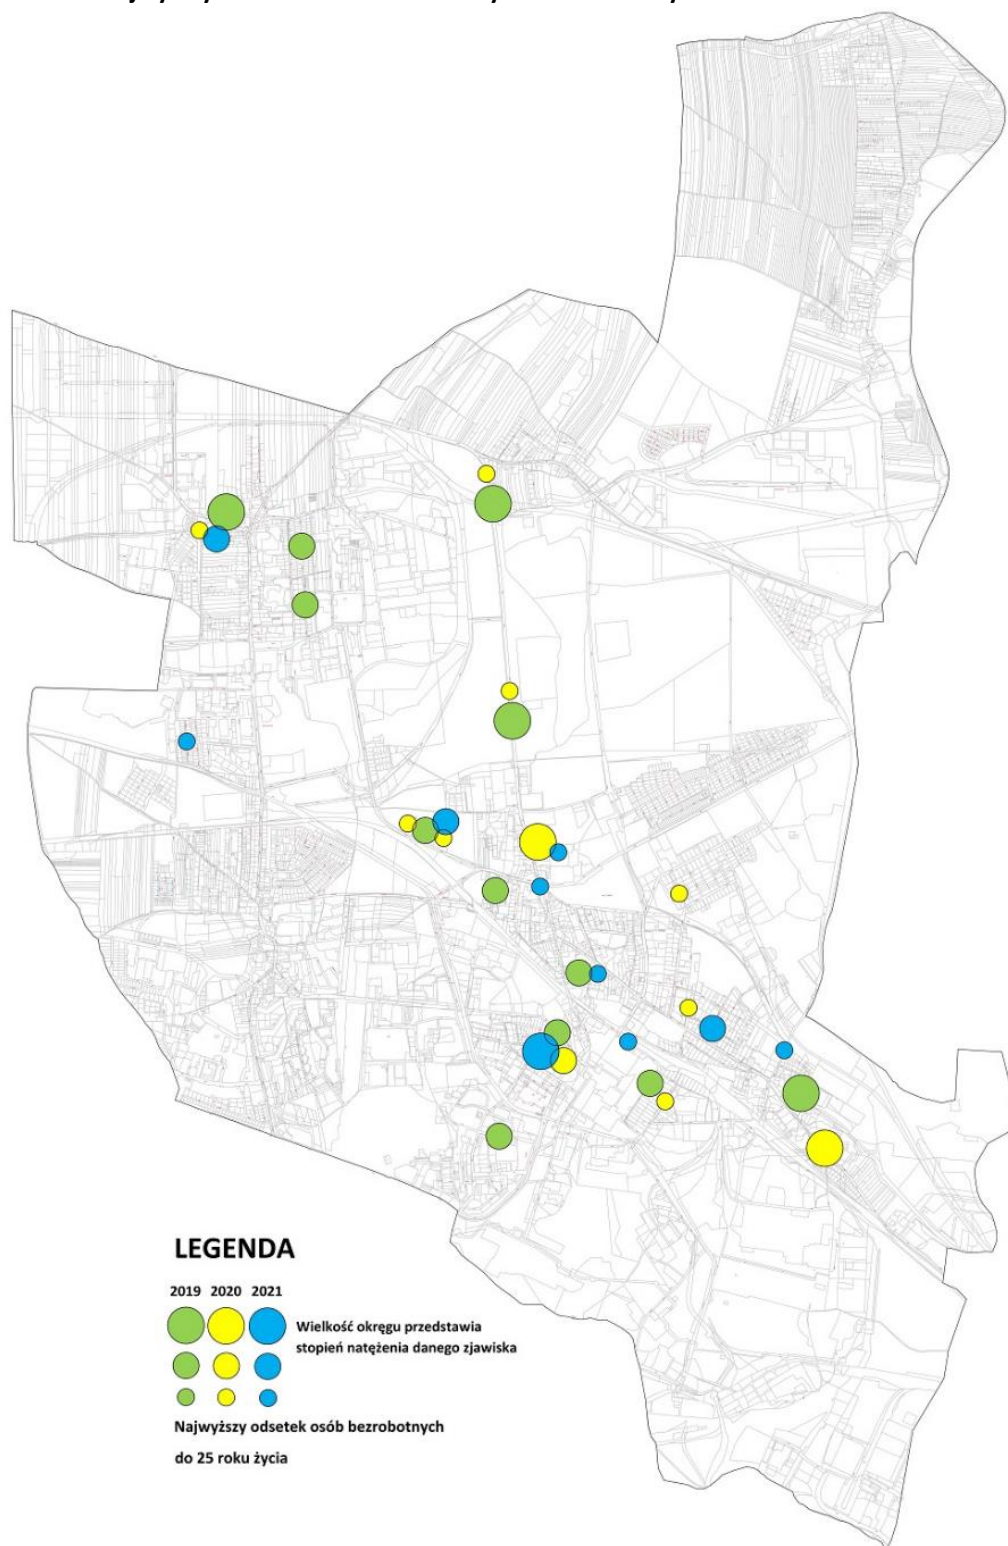 LEGENDA
2019 2020 2021
Wielkość okręgu przedstawia
stopień natężenia danego zjawiska
Najwyższy odsetek osób bezrobotnych
do 25 roku życia